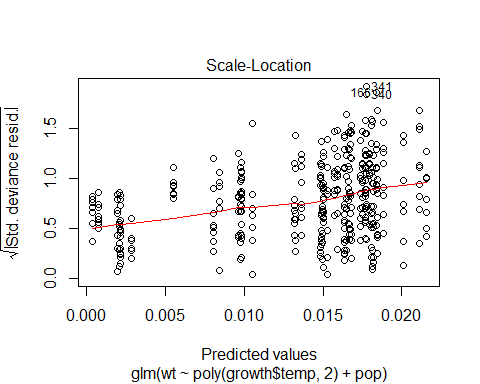 Scale-Location
341
340
√|Std. deviance resid.|
1.5
1.0
0.5
0.0
0.000 0.005 0.010 0.015 0.020
Predicted values
glm(wt ~ poly(growth$temp, 2) + pop)